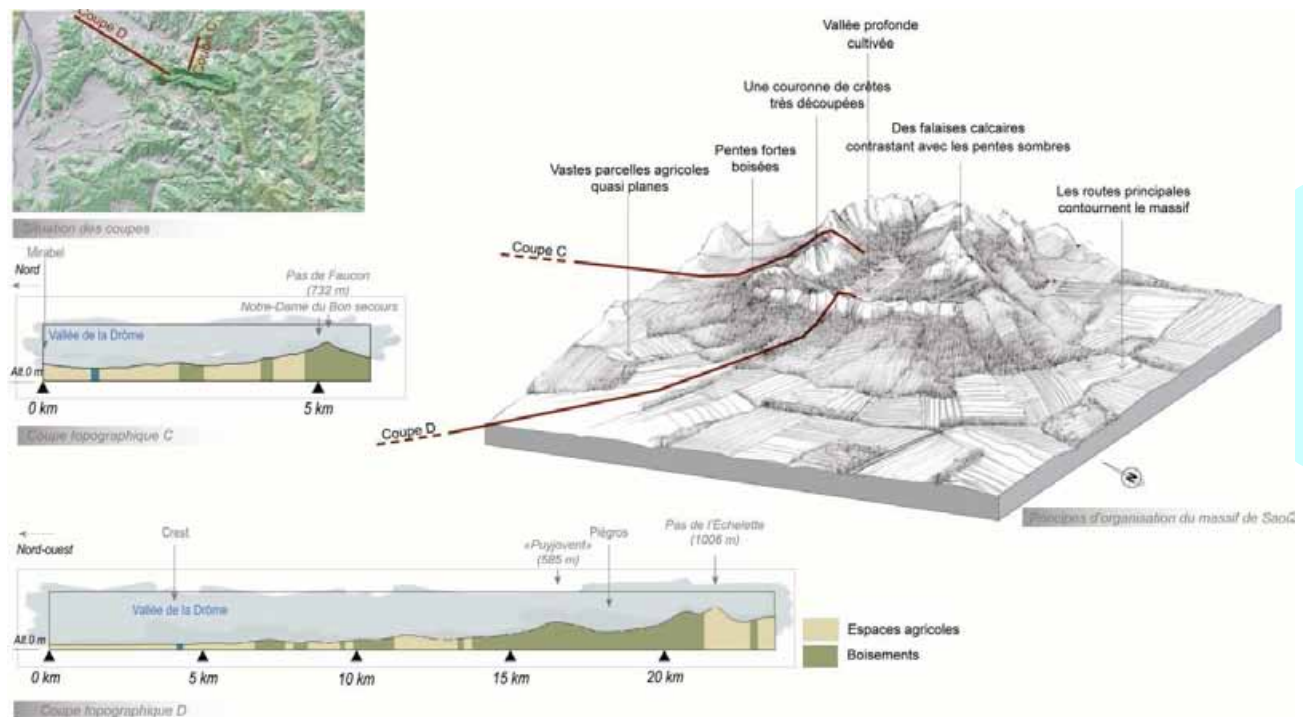 Coupe D
Coupe C
Situation des coupes
Vallée profonde
cultivée
Une couronne de crêtes
très découpées
Des falaises calcaires
contrastant avec les pentes sombres
Pentes fortes
boisées
Vastes parcelles agricoles
quasi planes
Les routes principales
contournent le massif
Coupe C
Coupe D
N
Principes d'organisation du massif de Saoû
Mirabel
Nord
Pas de Faucon
(732 m)
Notre-Dame du Bon secours
Vallée de la Drôme
Alt.0 m
0 km
5 km
Coupe topographique C
Nord-ouest
Crest
«Puyjovent»
(585 m)
Piégros
Pas de l'Echelette
(1006 m)
Vallée de la Drôme
Alt.0 m
0 km
5 km
10 km
15 km
20 km
Espaces agricoles
Boisements
Coupe topographique D